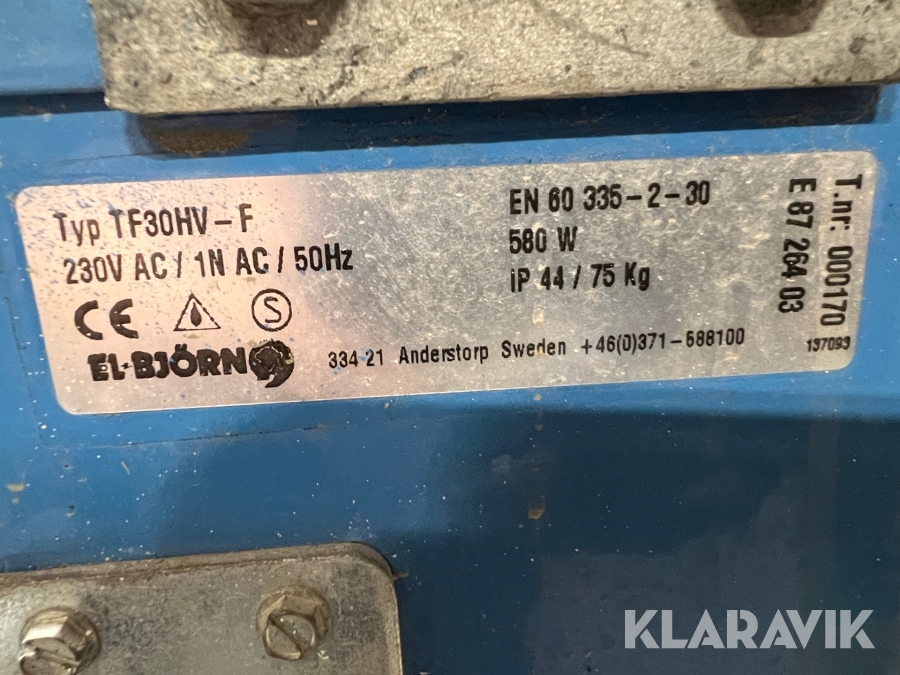 Typ TF30HV-F
230V AC / 1N AC / 50Hz
CE
S
EL-BJÖRN
EN 60 335-2-30
580 W
iP 44 / 75 Kg
334 21 Anderstorp Sweden +46(0)371-588100
T.nr: 000170
E 87 264 03
137093
KLARAVIK